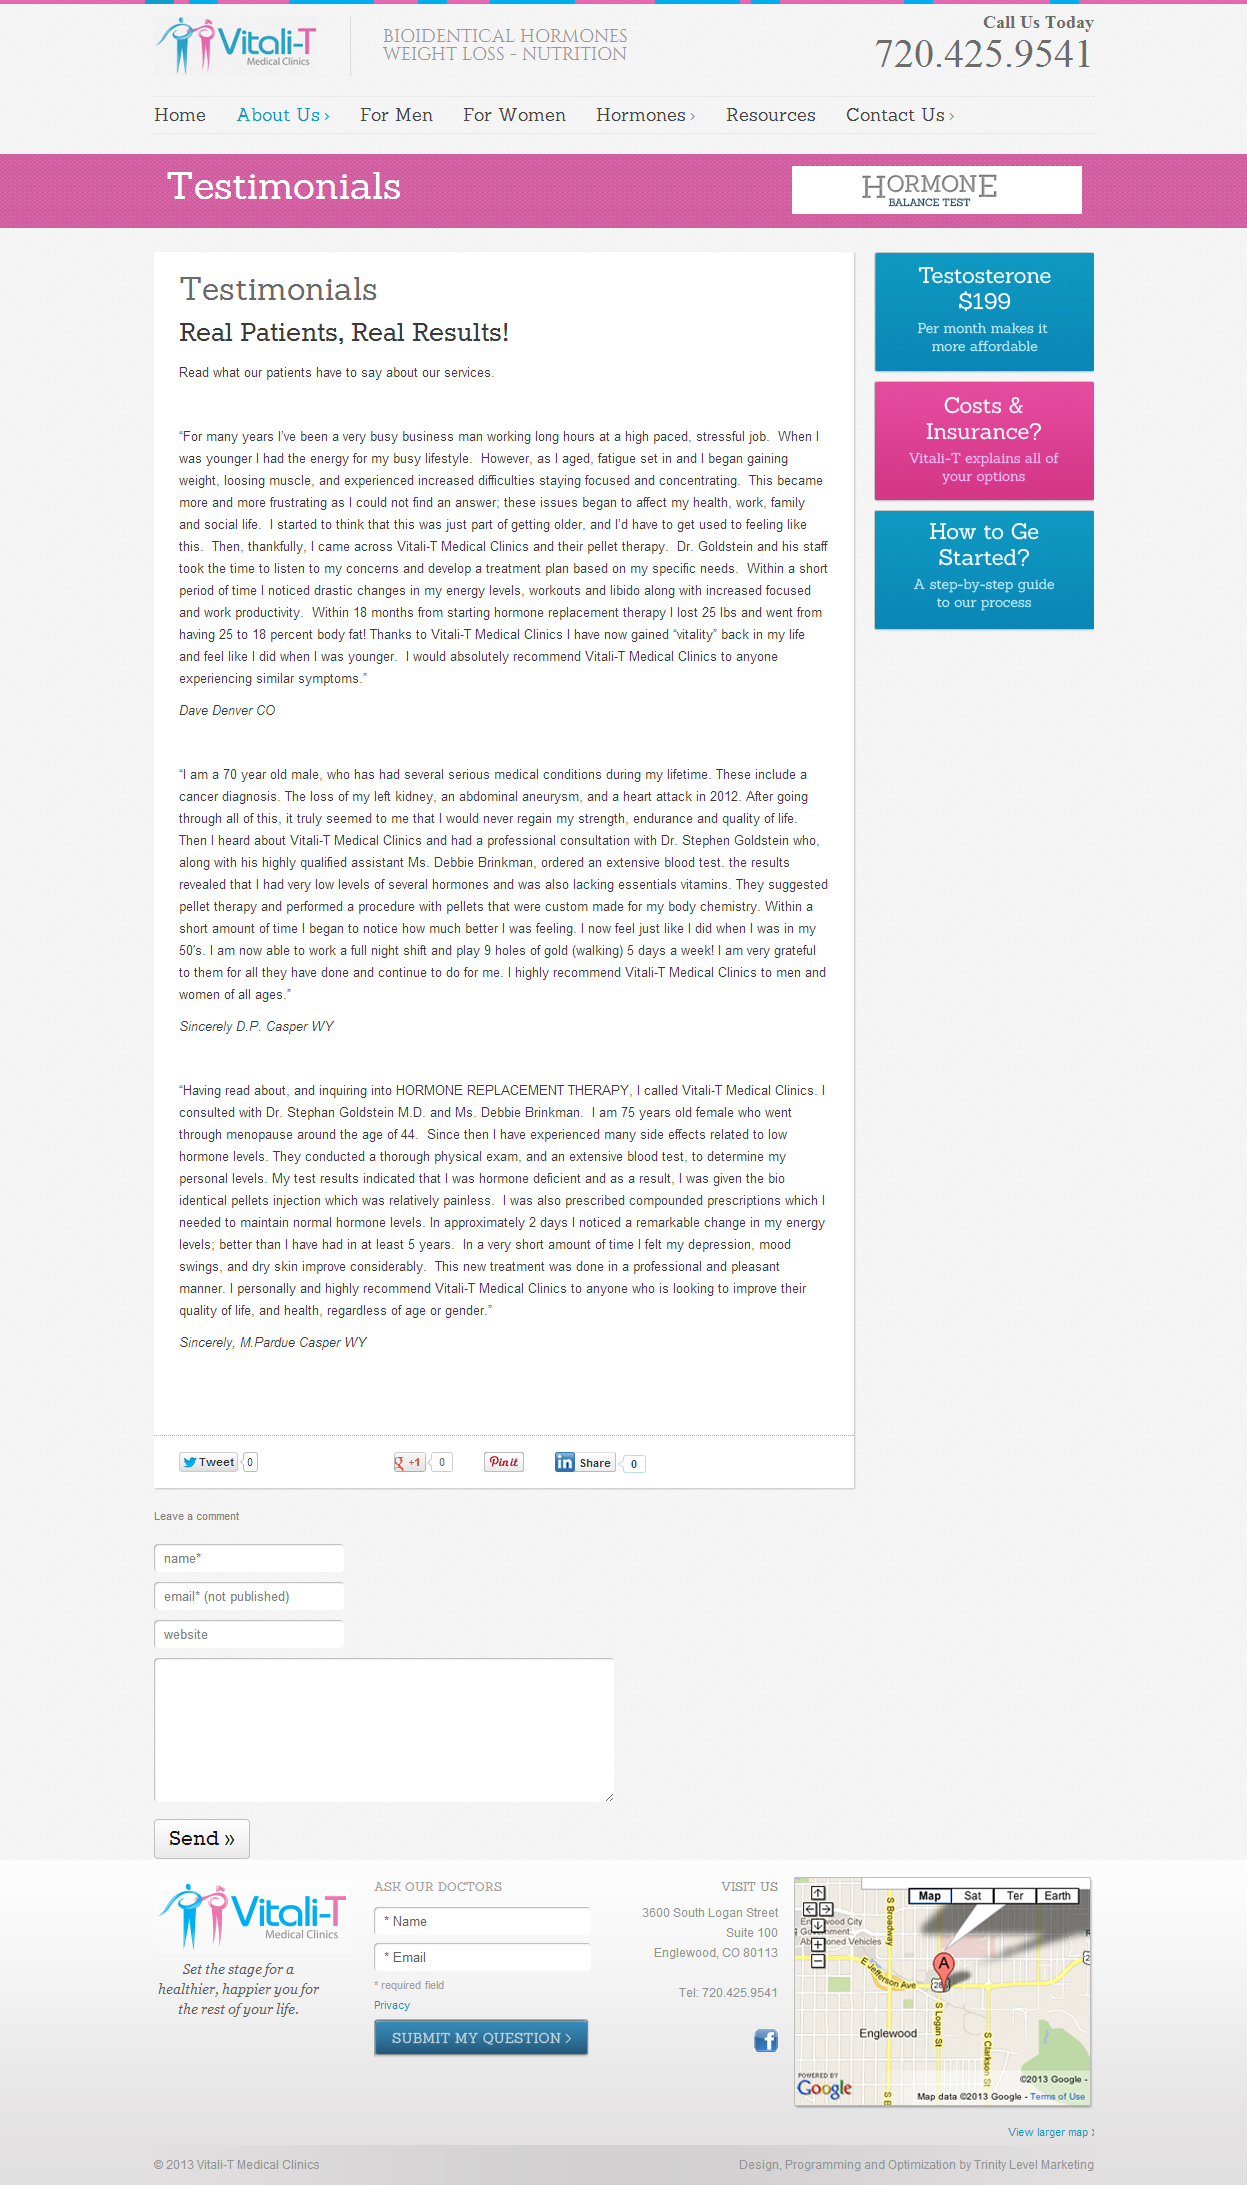 Vitali-T
Medical Clinics
BIOIDENTICAL HORMONES
WEIGHT LOSS - NUTRITION
Call Us Today
720.425.9541
Home About Us › For Men For Women Hormones › Resources Contact Us ›
Testimonials
HORMONE
BALANCE TEST
Testimonials
Real Patients, Real Results!
Read what our patients have to say about our services.
“For many years I’ve been a very busy business man working long hours at a high paced, stressful job.  When I
was younger I had the energy for my busy lifestyle.  However, as I aged, fatigue set in and I began gaining
weight, loosing muscle, and experienced increased difficulties staying focused and concentrating.  This became
more and more frustrating as I could not find an answer; these issues began to affect my health, work, family
and social life.  I started to think that this was just part of getting older, and I’d have to get used to feeling like
this.  Then, thankfully, I came across Vitali-T Medical Clinics and their pellet therapy.  Dr. Goldstein and his staff
took the time to listen to my concerns and develop a treatment plan based on my specific needs.  Within a short
period of time I noticed drastic changes in my energy levels, workouts and libido along with increased focused
and work productivity.  Within 18 months from starting hormone replacement therapy I lost 25 lbs and went from
having 25 to 18 percent body fat! Thanks to Vitali-T Medical Clinics I have now gained “vitality” back in my life
and feel like I did when I was younger.  I would absolutely recommend Vitali-T Medical Clinics to anyone
experiencing similar symptoms.”
Dave Denver CO
“I am a 70 year old male, who has had several serious medical conditions during my lifetime. These include a
cancer diagnosis. The loss of my left kidney, an abdominal aneurysm, and a heart attack in 2012. After going
through all of this, it truly seemed to me that I would never regain my strength, endurance and quality of life.
Then I heard about Vitali-T Medical Clinics and had a professional consultation with Dr. Stephen Goldstein who,
along with his highly qualified assistant Ms. Debbie Brinkman, ordered an extensive blood test. the results
revealed that I had very low levels of several hormones and was also lacking essentials vitamins. They suggested
pellet therapy and performed a procedure with pellets that were custom made for my body chemistry. Within a
short amount of time I began to notice how much better I was feeling. I now feel just like I did when I was in my
50’s. I am now able to work a full night shift and play 9 holes of gold (walking) 5 days a week! I am very grateful
to them for all they have done and continue to do for me. I highly recommend Vitali-T Medical Clinics to men and
women of all ages.”
Sincerely D.P. Casper WY
“Having read about, and inquiring into HORMONE REPLACEMENT THERAPY, I called Vitali-T Medical Clinics. I
consulted with Dr. Stephan Goldstein M.D. and Ms. Debbie Brinkman.  I am 75 years old female who went
through menopause around the age of 44.  Since then I have experienced many side effects related to low
hormone levels. They conducted a thorough physical exam, and an extensive blood test, to determine my
personal levels. My test results indicated that I was hormone deficient and as a result, I was given the bio
identical pellets injection which was relatively painless.  I was also prescribed compounded prescriptions which I
needed to maintain normal hormone levels. In approximately 2 days I noticed a remarkable change in my energy
levels; better than I have had in at least 5 years.  In a very short amount of time I felt my depression, mood
swings, and dry skin improve considerably.  This new treatment was done in a professional and pleasant
manner. I personally and highly recommend Vitali-T Medical Clinics to anyone who is looking to improve their
quality of life, and health, regardless of age or gender.”
Sincerely, M.Pardue Casper WY
Tweet 0 g +1 0 Pin it in Share 0
Testosterone
$199
Per month makes it
more affordable
Costs &
Insurance?
Vitali-T explains all of
your options
How to Ge
Started?
A step-by-step guide
to our process
Leave a comment
name*
email* (not published)
website
Send »
Vitali-T
Medical Clinics
Set the stage for a
healthier, happier you for
the rest of your life.
ASK OUR DOCTORS
* Name
* Email
* required field
Privacy
SUBMIT MY QUESTION >
VISIT US
3600 South Logan Street
Suite 100
Englewood, CO 80113
Tel: 720.425.9541
f
Map Sat Ter Earth
S Broadway
E Jefferson Ave
A
S Logan St
S Clarkson St
Englewood
POWERED BY
Google
©2013 Google -
Map data ©2013 Google - Terms of Use
View larger map ›
© 2013 Vitali-T Medical Clinics
Design, Programming and Optimization by Trinity Level Marketing